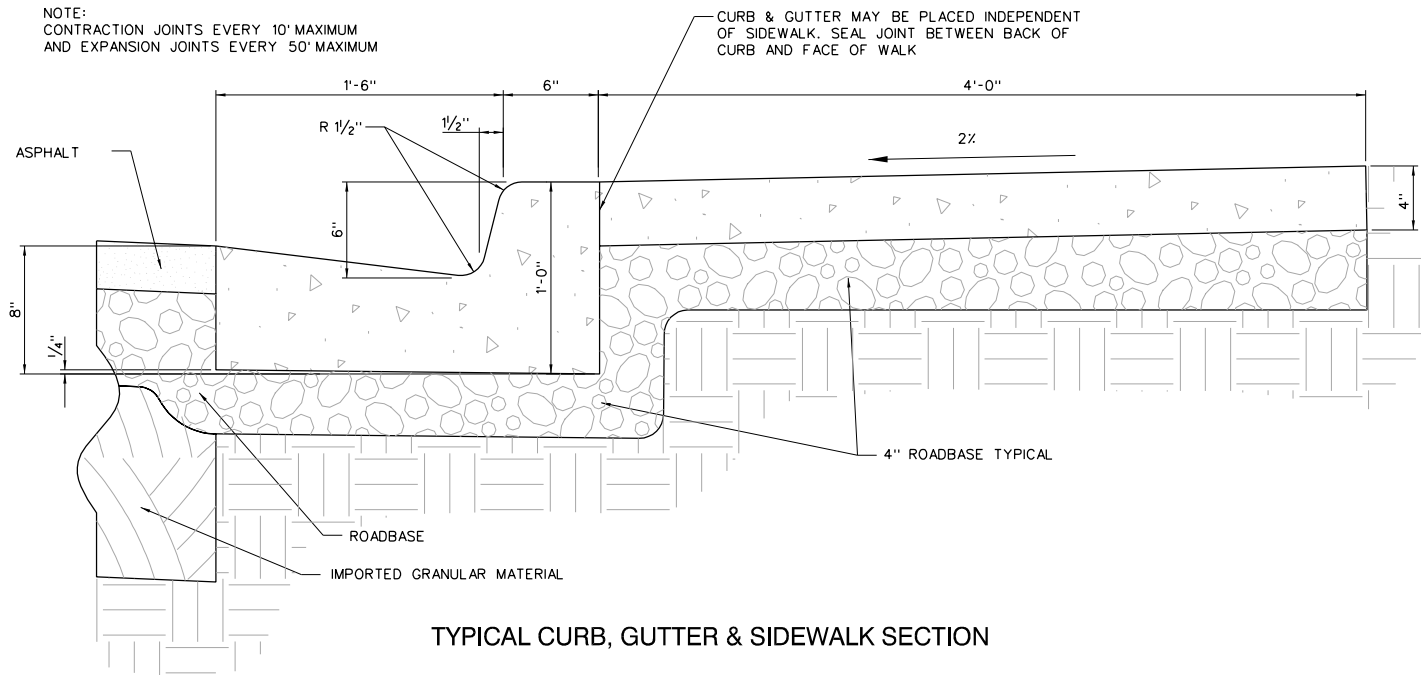 NOTE:
CONTRACTION JOINTS EVERY 10' MAXIMUM
AND EXPANSION JOINTS EVERY 50' MAXIMUM
CURB & GUTTER MAY BE PLACED INDEPENDENT
OF SIDEWALK. SEAL JOINT BETWEEN BACK OF
CURB AND FACE OF WALK
1'-6"
6"
4'-0"
R 1½"
1½"
2%
ASPHALT
6"
1'-0"
4"
8"
¼"
4" ROADBASE TYPICAL
ROADBASE
IMPORTED GRANULAR MATERIAL
TYPICAL CURB, GUTTER & SIDEWALK SECTION